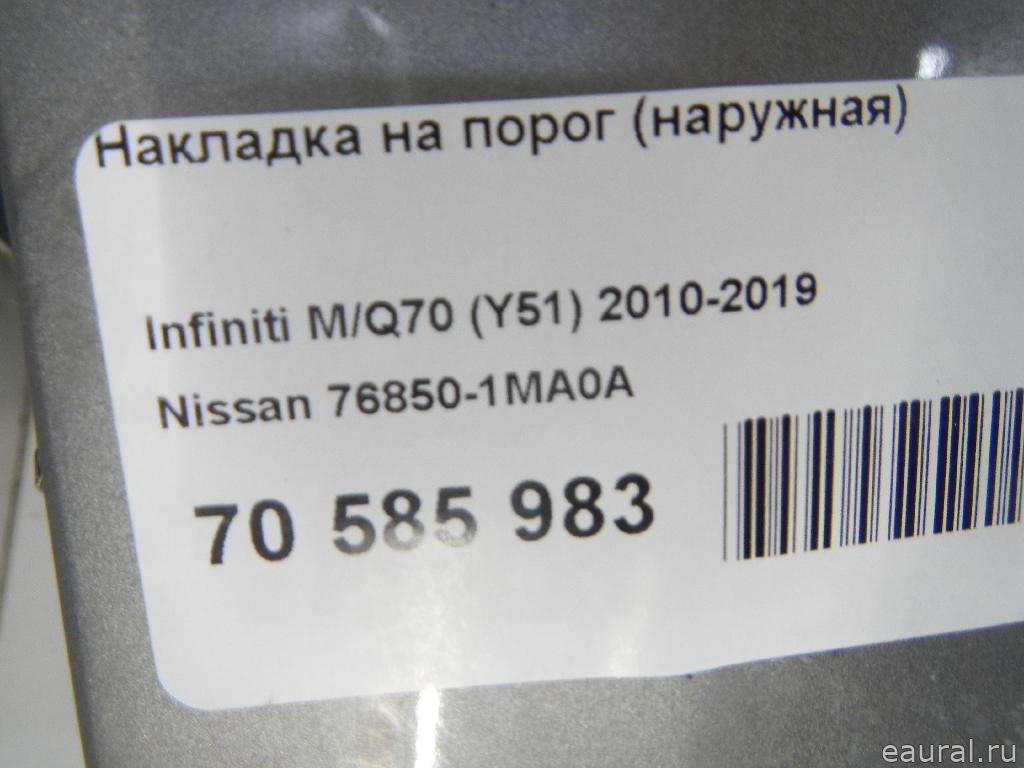 Накладка на порог (наружная)
Infiniti M/Q70 (Y51) 2010-2019
Nissan 76850-1MA0A
70 585 983
eaural.ru